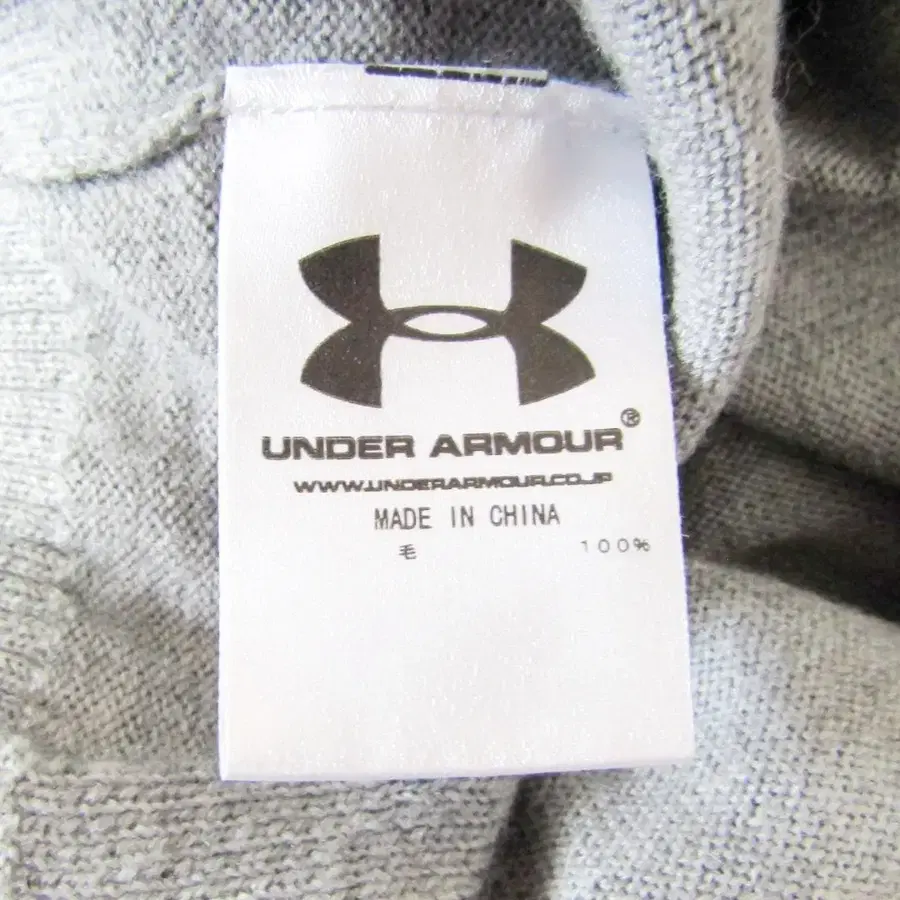 UNDER ARMOUR®
WWW.UNDERARMOUR.CO.JP
MADE IN CHINA
毛 100%